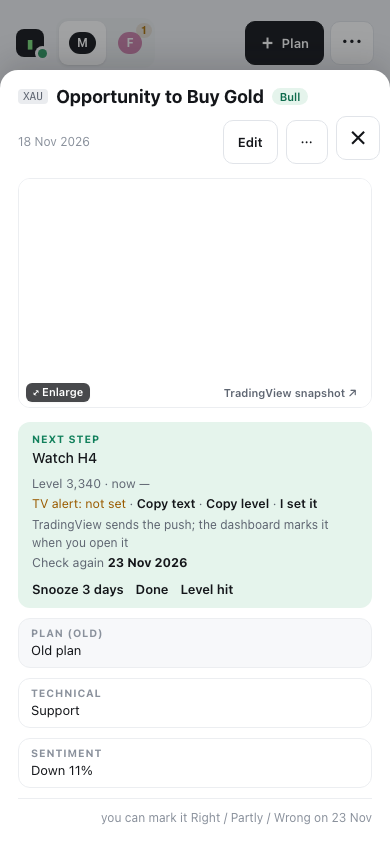 M
F
1
+ Plan
···
XAU Opportunity to Buy Gold Bull
18 Nov 2026
Edit
···
Enlarge
TradingView snapshot ↗
NEXT STEP
Watch H4
Level 3,340 · now —
TV alert: not set · Copy text · Copy level · I set it
TradingView sends the push; the dashboard marks it
when you open it
Check again 23 Nov 2026
Snooze 3 days Done Level hit
PLAN (OLD)
Old plan
TECHNICAL
Support
SENTIMENT
Down 11%
you can mark it Right / Partly / Wrong on 23 Nov